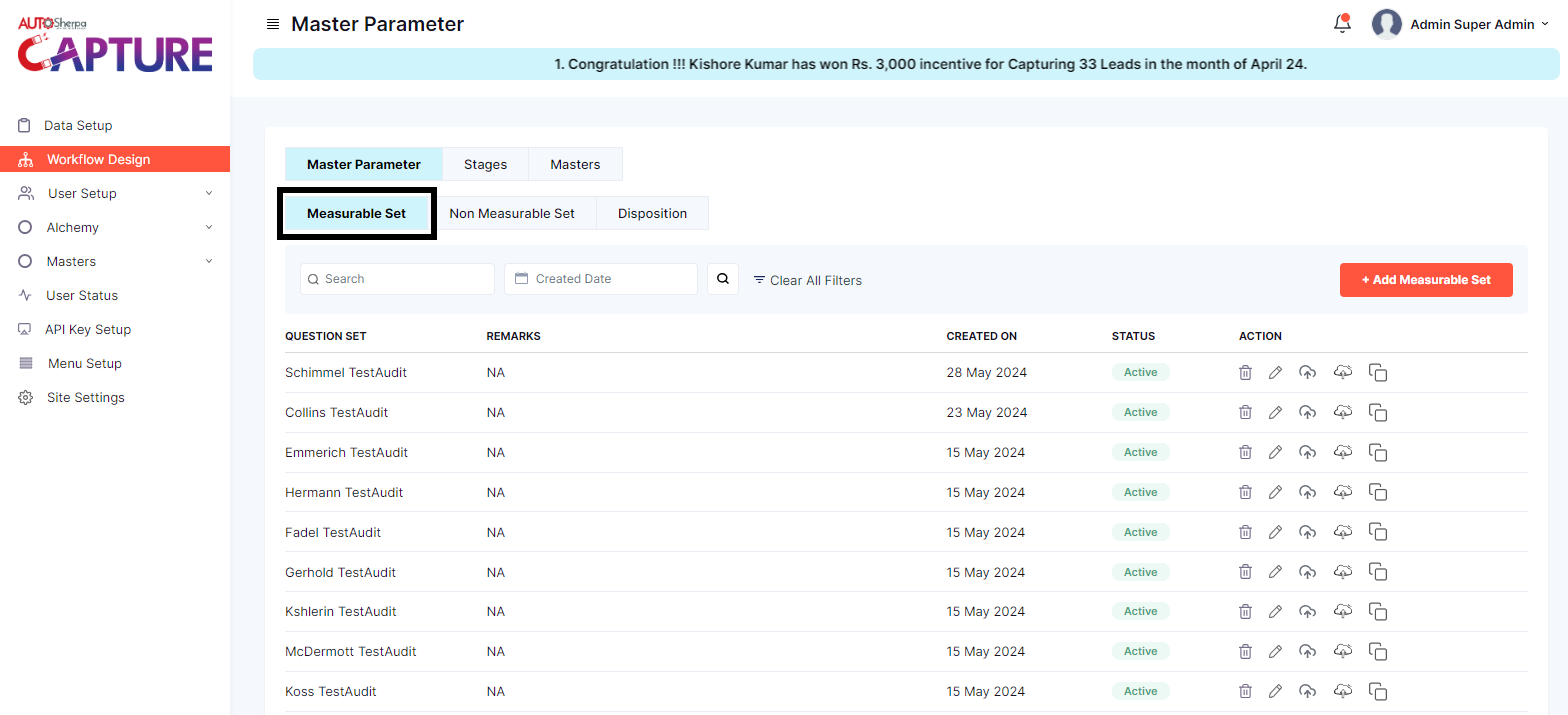 AUTOSherpa
CAPTURE
Master Parameter
Admin Super Admin
1. Congratulation !!! Kishore Kumar has won Rs. 3,000 incentive for Capturing 33 Leads in the month of April 24.
Data Setup
Workflow Design
User Setup
Alchemy
Masters
User Status
API Key Setup
Menu Setup
Site Settings
Master Parameter Stages Masters
Measurable Set Non Measurable Set Disposition
Search Created Date Clear All Filters + Add Measurable Set
QUESTION SET REMARKS CREATED ON STATUS ACTION
Schimmel TestAudit NA 28 May 2024 Active
Collins TestAudit NA 23 May 2024 Active
Emmerich TestAudit NA 15 May 2024 Active
Hermann TestAudit NA 15 May 2024 Active
Fadel TestAudit NA 15 May 2024 Active
Gerhold TestAudit NA 15 May 2024 Active
Kshlerin TestAudit NA 15 May 2024 Active
McDermott TestAudit NA 15 May 2024 Active
Koss TestAudit NA 15 May 2024 Active